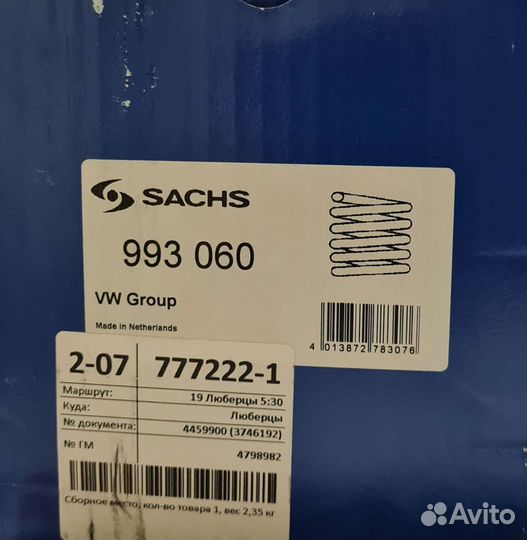 SACHS
993 060
VW Group
Made in Netherlands
4 013872 783076
2-07 777222-1
Маршрут: 19 Люберцы 5:30
Куда: Люберцы
№ документа: 4459900 (3746192)
№ ГМ 4798982
Сборное место, кол-во товара 1, вес 2,35 кг
Avito